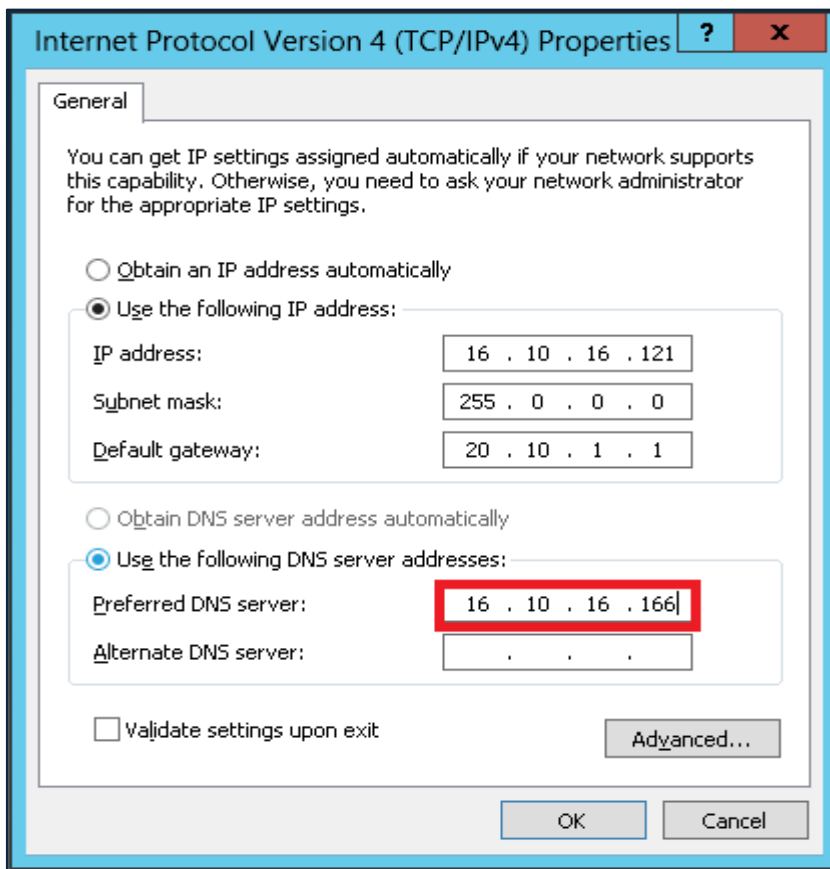 Internet Protocol Version 4 (TCP/IPv4) Properties ? x
General
You can get IP settings assigned automatically if your network supports
this capability. Otherwise, you need to ask your network administrator
for the appropriate IP settings.
Obtain an IP address automatically
Use the following IP address:
IP address: 16 . 10 . 16 . 121
Subnet mask: 255 . 0 . 0 . 0
Default gateway: 20 . 10 . 1 . 1
Obtain DNS server address automatically
Use the following DNS server addresses:
Preferred DNS server: 16 . 10 . 16 . 166
Alternate DNS server: . . .
Validate settings upon exit
Advanced...
OK Cancel